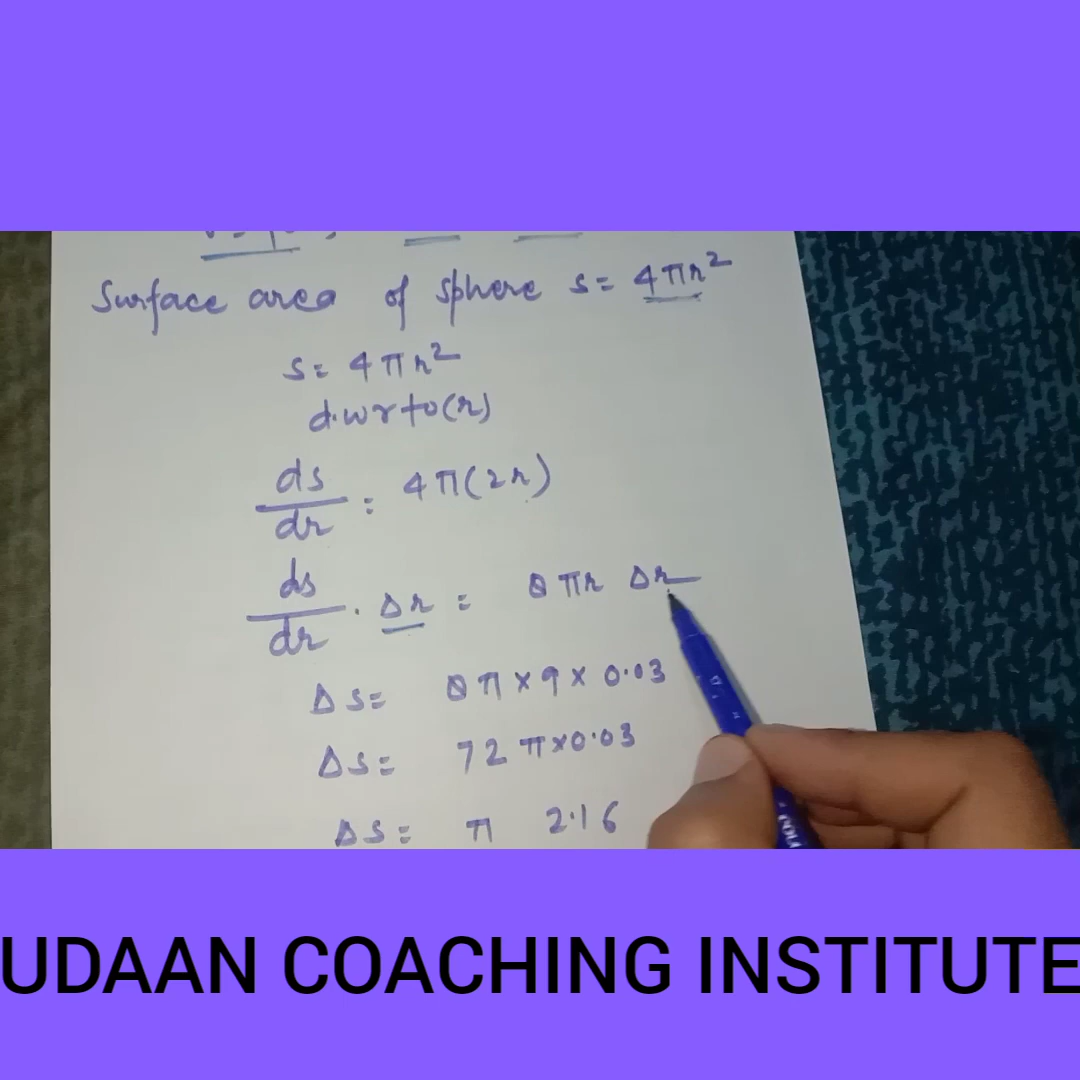 Surface area of sphere s = 4πr²
s = 4πr²
d.w r to (r)
ds/dr = 4π(2r)
ds/dr . Δr = 8πr Δr
Δs = 8π × 9 × 0.03
Δs = 72 π×0.03
Δs = π 2.16
UDAAN COACHING INSTITUTE